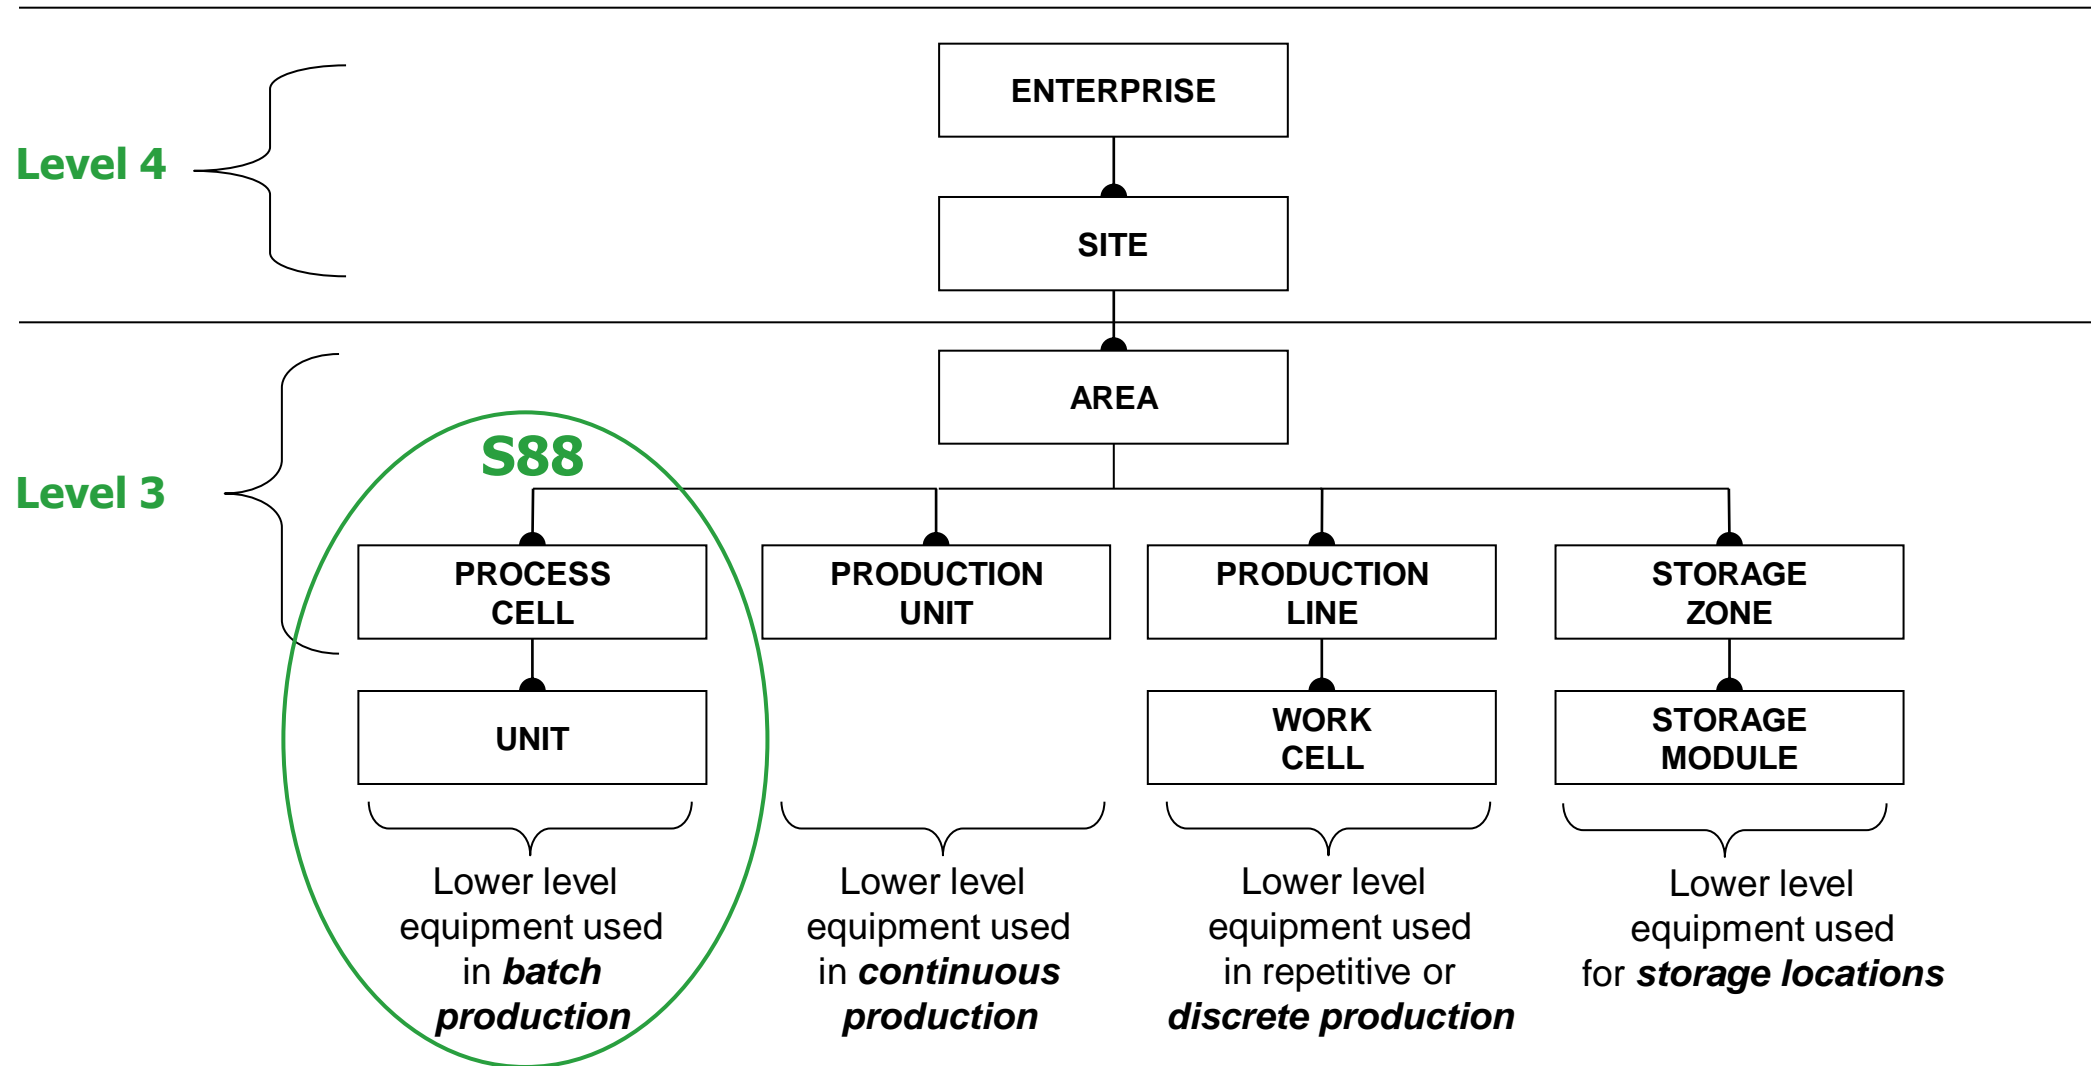 ENTERPRISE
Level 4
SITE
AREA
S88
Level 3
PROCESS
CELL
PRODUCTION
UNIT
PRODUCTION
LINE
STORAGE
ZONE
UNIT
WORK
CELL
STORAGE
MODULE
Lower level
equipment used
in batch
production
Lower level
equipment used
in continuous
production
Lower level
equipment used
in repetitive or
discrete production
Lower level
equipment used
for storage locations